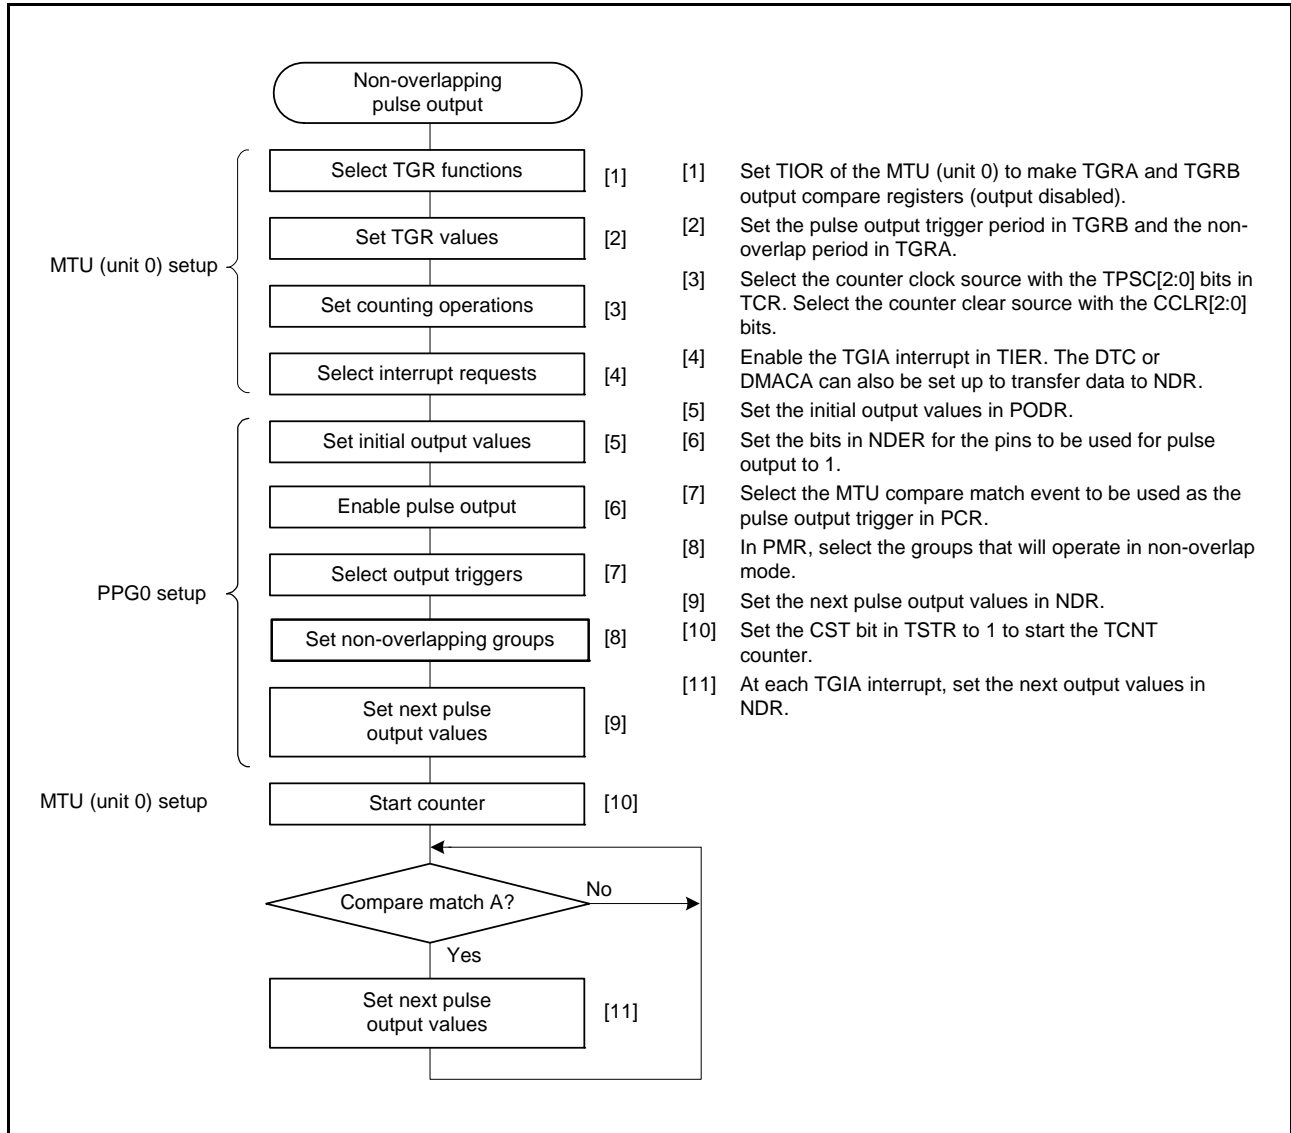 Non-overlapping
pulse output
MTU (unit 0) setup
Select TGR functions
[1]
Set TGR values
[2]
Set counting operations
[3]
Select interrupt requests
[4]
PPG0 setup
Set initial output values
[5]
Enable pulse output
[6]
Select output triggers
[7]
Set non-overlapping groups
[8]
Set next pulse
output values
[9]
MTU (unit 0) setup
Start counter
[10]
Compare match A?
No
Yes
Set next pulse
output values
[11]
[1] Set TIOR of the MTU (unit 0) to make TGRA and TGRB
output compare registers (output disabled).
[2] Set the pulse output trigger period in TGRB and the non-
overlap period in TGRA.
[3] Select the counter clock source with the TPSC[2:0] bits in
TCR. Select the counter clear source with the CCLR[2:0]
bits.
[4] Enable the TGIA interrupt in TIER. The DTC or
DMACA can also be set up to transfer data to NDR.
[5] Set the initial output values in PODR.
[6] Set the bits in NDER for the pins to be used for pulse
output to 1.
[7] Select the MTU compare match event to be used as the
pulse output trigger in PCR.
[8] In PMR, select the groups that will operate in non-overlap
mode.
[9] Set the next pulse output values in NDR.
[10] Set the CST bit in TSTR to 1 to start the TCNT
counter.
[11] At each TGIA interrupt, set the next output values in
NDR.